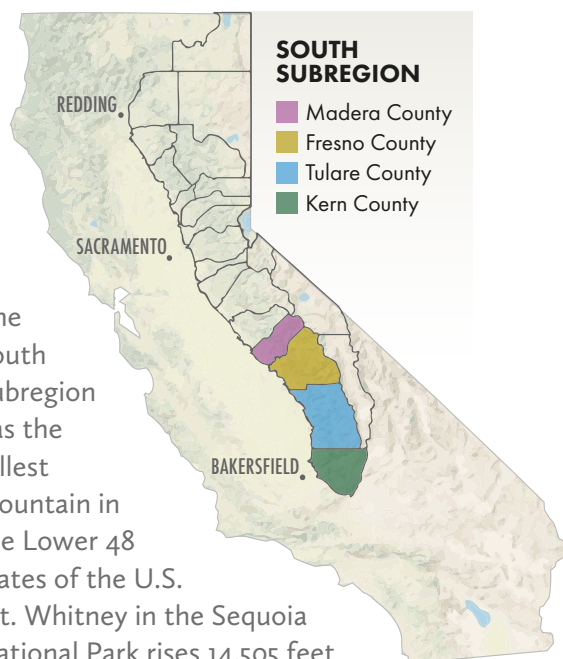 SOUTH
SUBREGION
Madera County
Fresno County
Tulare County
Kern County
REDDING
SACRAMENTO
BAKERSFIELD
he
outh
ubregion
as the
llest
ountain in
e Lower 48
ates of the U.S.
t. Whitney in the Sequoia
ational Park rises 14,505 feet